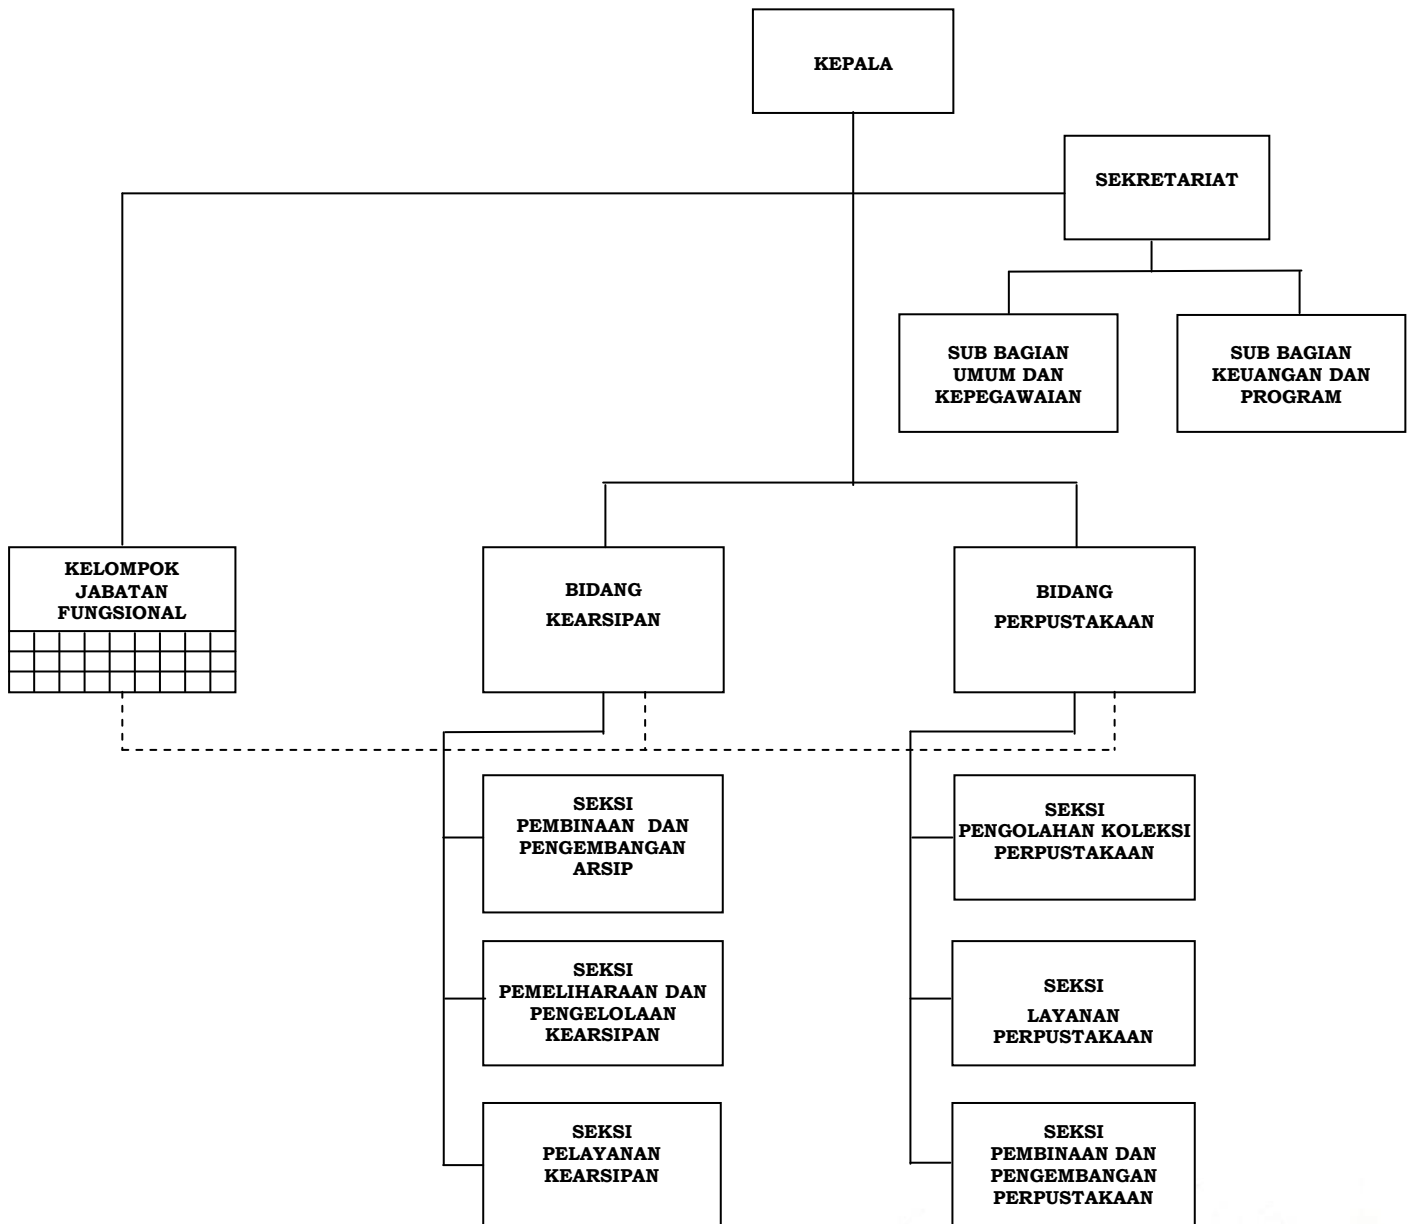 KEPALA
SEKRETARIAT
SUB BAGIAN
UMUM DAN
KEPEGAWAIAN
SUB BAGIAN
KEUANGAN DAN
PROGRAM
KELOMPOK
JABATAN
FUNGSIONAL
BIDANG
KEARSIPAN
BIDANG
PERPUSTAKAAN
SEKSI
PEMBINAAN DAN
PENGEMBANGAN
ARSIP
SEKSI
PENGOLAHAN KOLEKSI
PERPUSTAKAAN
SEKSI
PEMELIHARAAN DAN
PENGELOLAAN
KEARSIPAN
SEKSI
LAYANAN
PERPUSTAKAAN
SEKSI
PELAYANAN
KEARSIPAN
SEKSI
PEMBINAAN DAN
PENGEMBANGAN
PERPUSTAKAAN